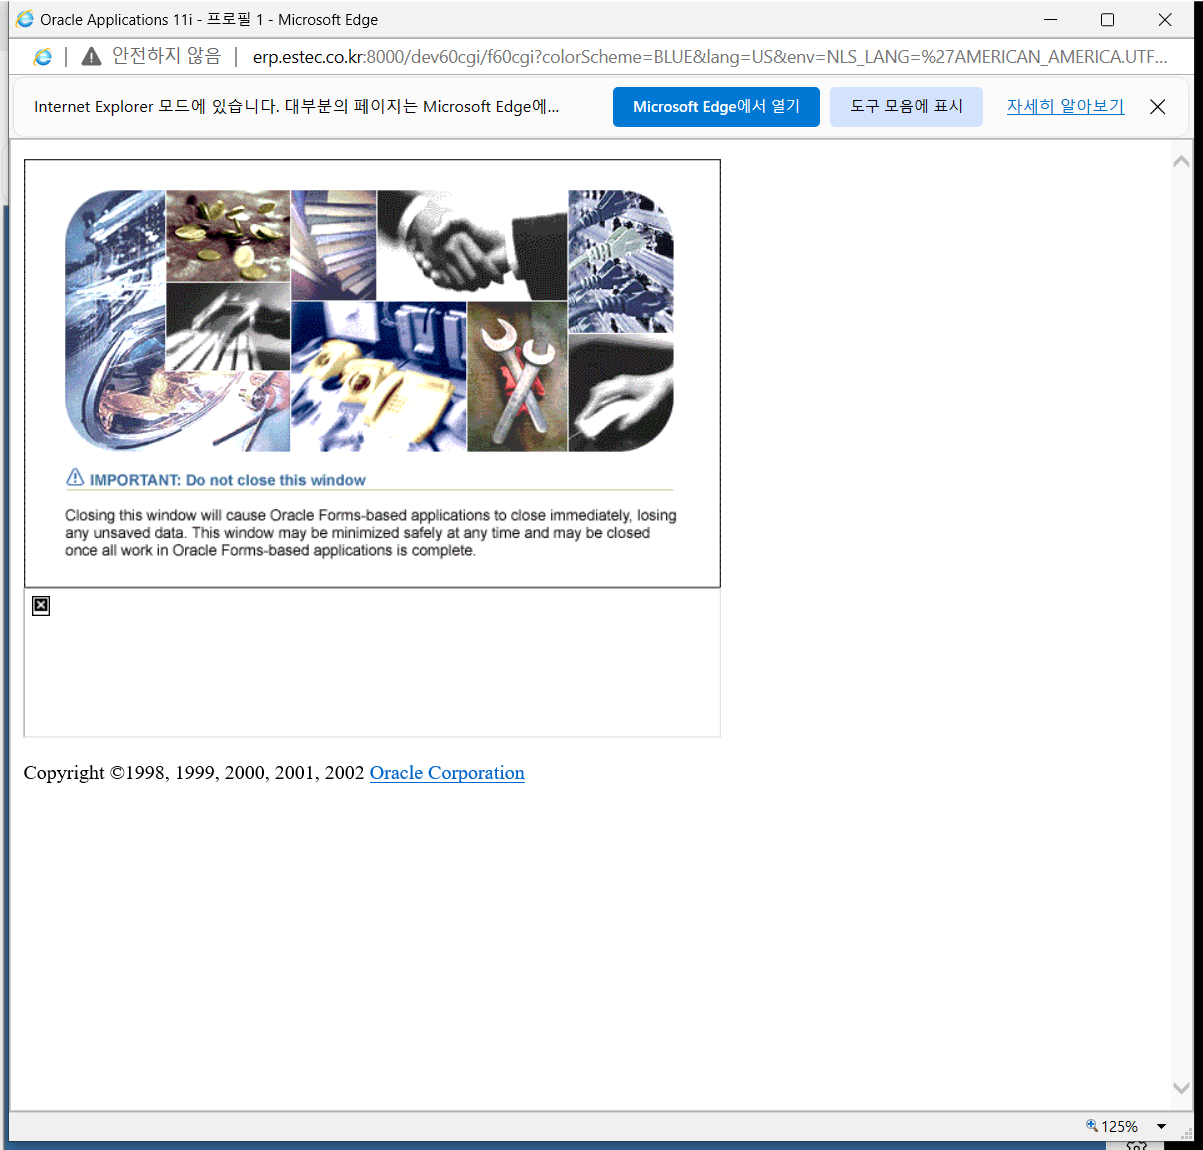 Oracle Applications 11i - 프로필 1 - Microsoft Edge
안전하지 않음
erp.estec.co.kr:8000/dev60cgi/f60cgi?colorScheme=BLUE&lang=US&env=NLS_LANG=%27AMERICAN_AMERICA.UTF...
Internet Explorer 모드에 있습니다. 대부분의 페이지는 Microsoft Edge에...
Microsoft Edge에서 열기
도구 모음에 표시
자세히 알아보기
IMPORTANT: Do not close this window
Closing this window will cause Oracle Forms-based applications to close immediately, losing
any unsaved data. This window may be minimized safely at any time and may be closed
once all work in Oracle Forms-based applications is complete.
Copyright ©1998, 1999, 2000, 2001, 2002 Oracle Corporation
125%